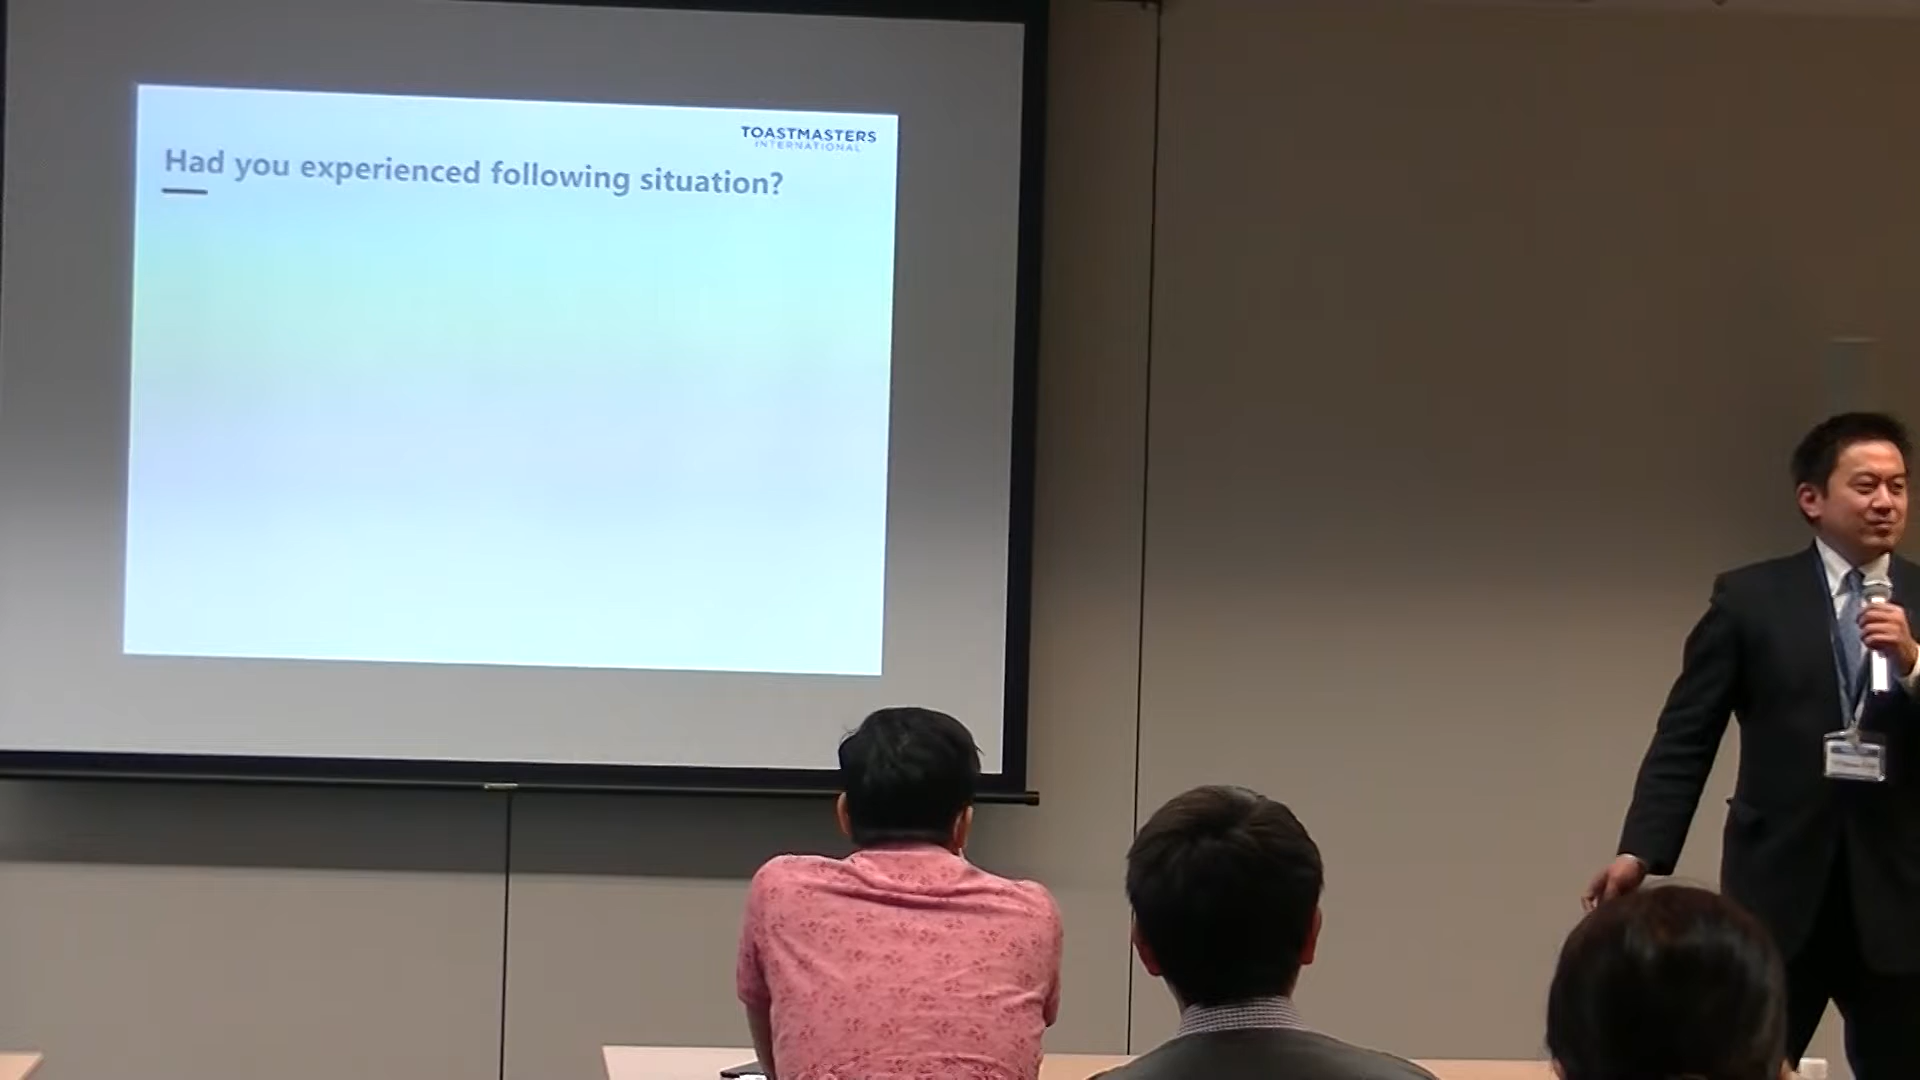 TOASTMASTERS
INTERNATIONAL
Had you experienced following situation?